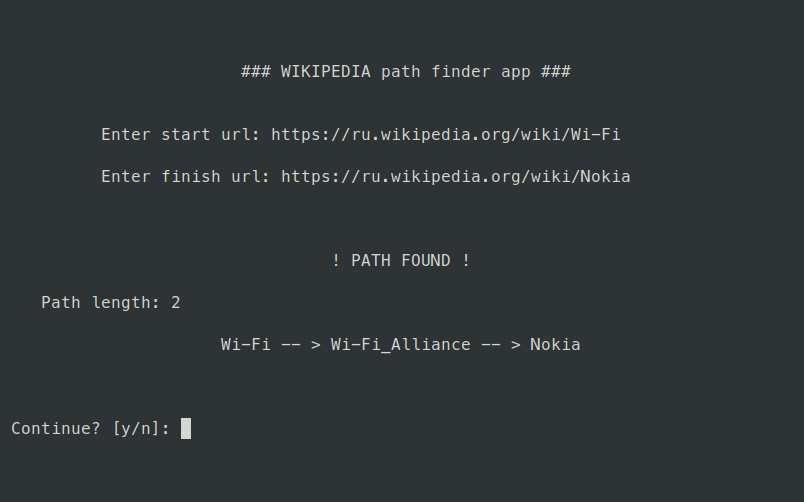 ### WIKIPEDIA path finder app ###
Enter start url: https://ru.wikipedia.org/wiki/Wi-Fi
Enter finish url: https://ru.wikipedia.org/wiki/Nokia
! PATH FOUND !
Path length: 2
Wi-Fi -- > Wi-Fi_Alliance -- > Nokia
Continue? [y/n]: